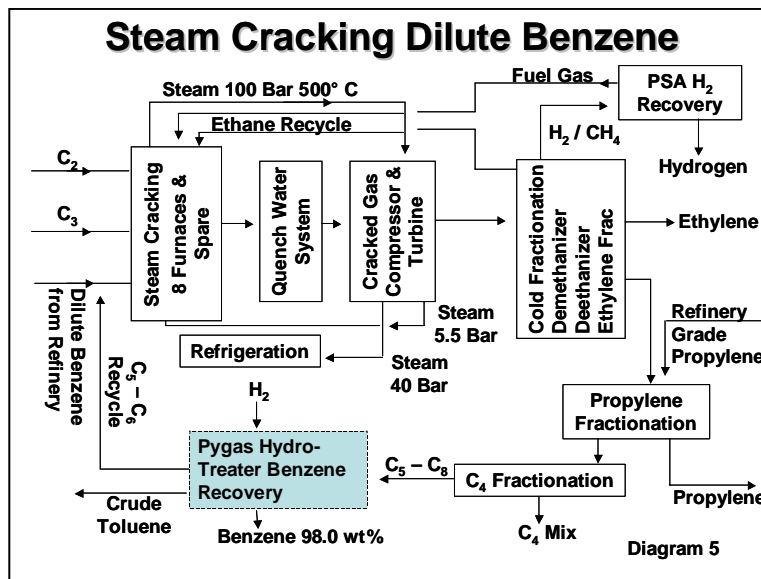 Steam Cracking Dilute Benzene
Steam 100 Bar 500° C
Fuel Gas
PSA H₂
Recovery
Ethane Recycle
H₂ / CH₄
Hydrogen
C₂
C₃
Steam Cracking
8 Furnaces &
Spare
Quench Water
System
Cracked Gas
Compressor &
Turbine
Cold Fractionation
Demethanizer
Deethanizer
Ethylene Frac
Ethylene
Dilute Benzene
from Refinery
C₅ – C₆
Recycle
Steam
5.5 Bar
Refrigeration
Steam
40 Bar
Refinery
Grade
Propylene
H₂
Propylene
Fractionation
Pygas Hydro-
Treater Benzene
Recovery
C₅ – C₈
C₄ Fractionation
Crude
Toluene
Propylene
Benzene 98.0 wt%
C₄ Mix
Diagram 5